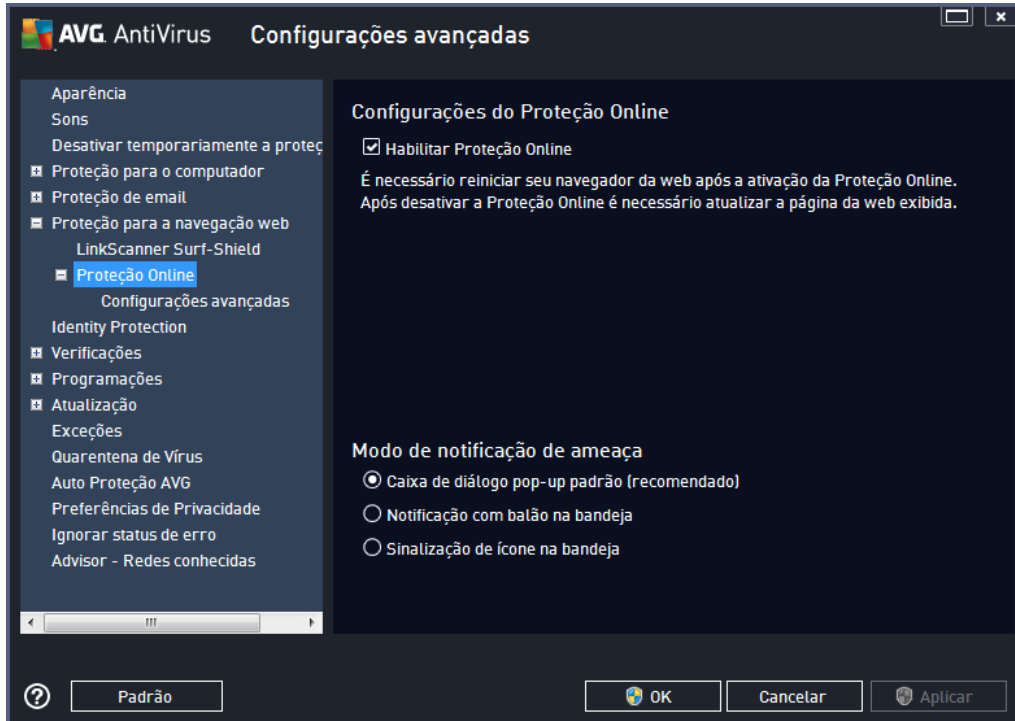 AVG AntiVirus Configurações avançadas
Aparência
Sons
Desativar temporariamente a proteç
Proteção para o computador
Proteção de email
Proteção para a navegação web
LinkScanner Surf-Shield
Proteção Online
Configurações avançadas
Identity Protection
Verificações
Programações
Atualização
Exceções
Quarentena de Vírus
Auto Proteção AVG
Preferências de Privacidade
Ignorar status de erro
Advisor - Redes conhecidas
Configurações do Proteção Online
Habilitar Proteção Online
É necessário reiniciar seu navegador da web após a ativação da Proteção Online.
Após desativar a Proteção Online é necessário atualizar a página da web exibida.
Modo de notificação de ameaça
Caixa de diálogo pop-up padrão (recomendado)
Notificação com balão na bandeja
Sinalização de ícone na bandeja
? Padrão OK Cancelar Aplicar